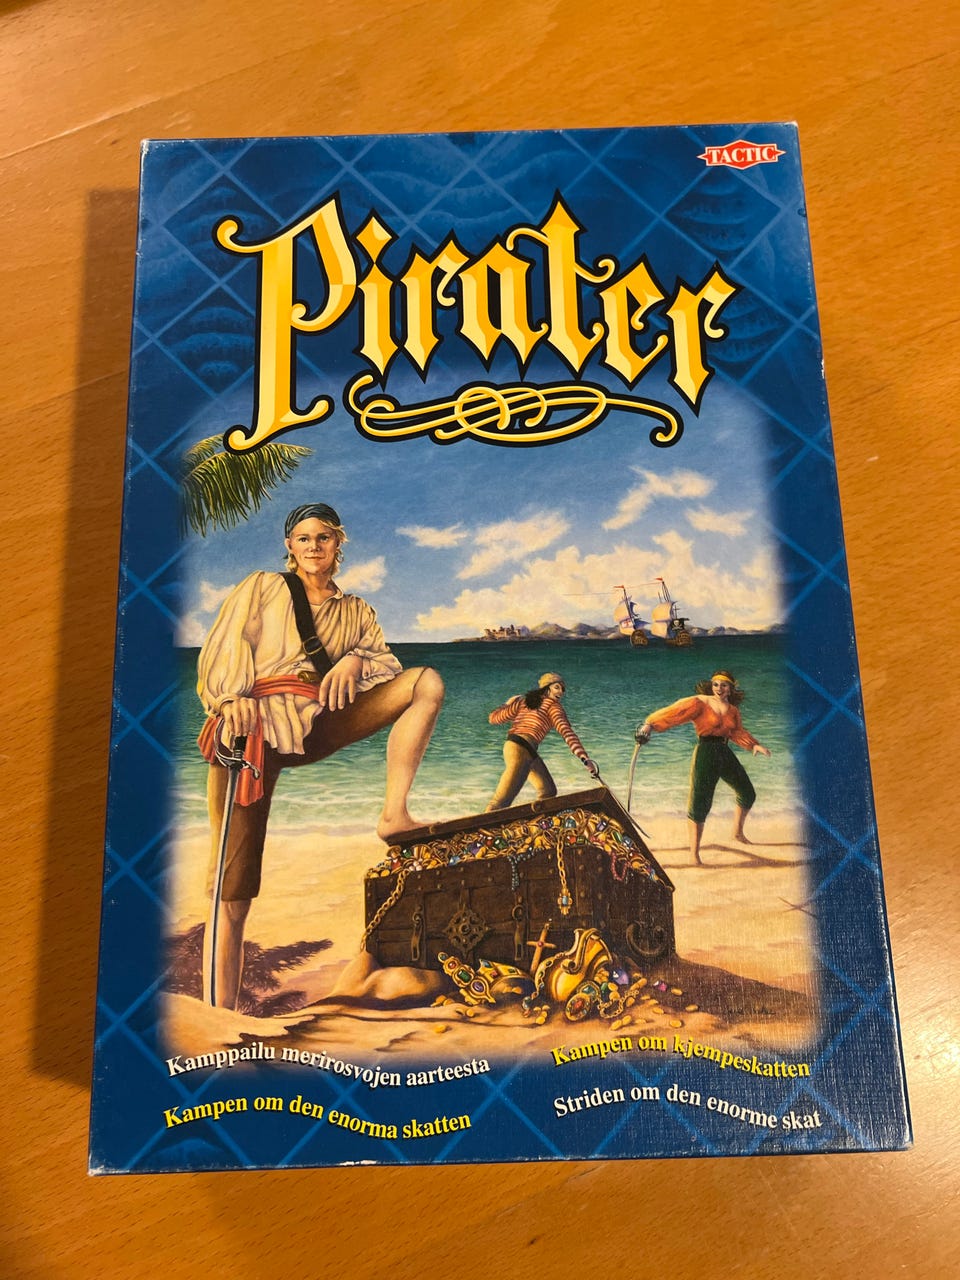 TACTIC
Pirater
Kamppailu merirosvojen aarteesta
Kampen om den enorma skatten
Kampen om kjempeskatten
Striden om den enorme skat